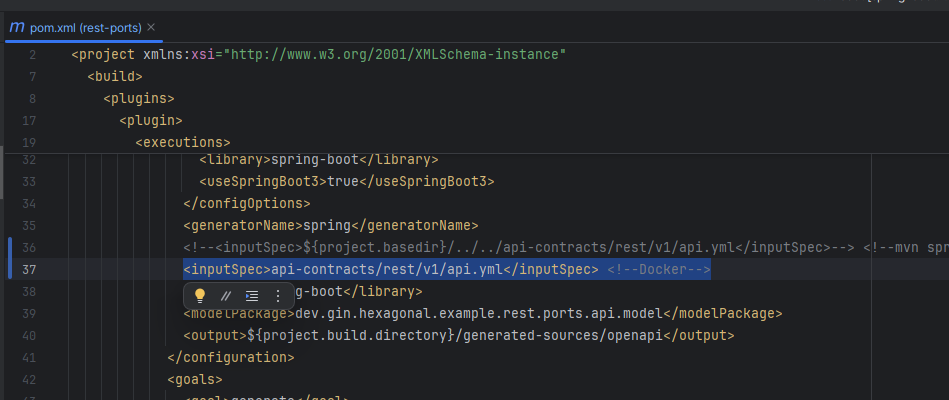 m pom.xml (rest-ports)
2 <project xmlns:xsi="http://www.w3.org/2001/XMLSchema-instance"
7 <build>
8 <plugins>
17 <plugin>
19 <executions>
32 <library>spring-boot</library>
33 <useSpringBoot3>true</useSpringBoot3>
34 </configOptions>
35 <generatorName>spring</generatorName>
36 <!--<inputSpec>${project.basedir}/../../api-contracts/rest/v1/api.yml</inputSpec>--> <!--mvn spr
37 <inputSpec>api-contracts/rest/v1/api.yml</inputSpec> <!--Docker-->
38 g-boot</library>
39 <modelPackage>dev.gin.hexagonal.example.rest.ports.api.model</modelPackage>
40 <output>${project.build.directory}/generated-sources/openapi</output>
41 </configuration>
42 <goals>
<goal>generate</goal>